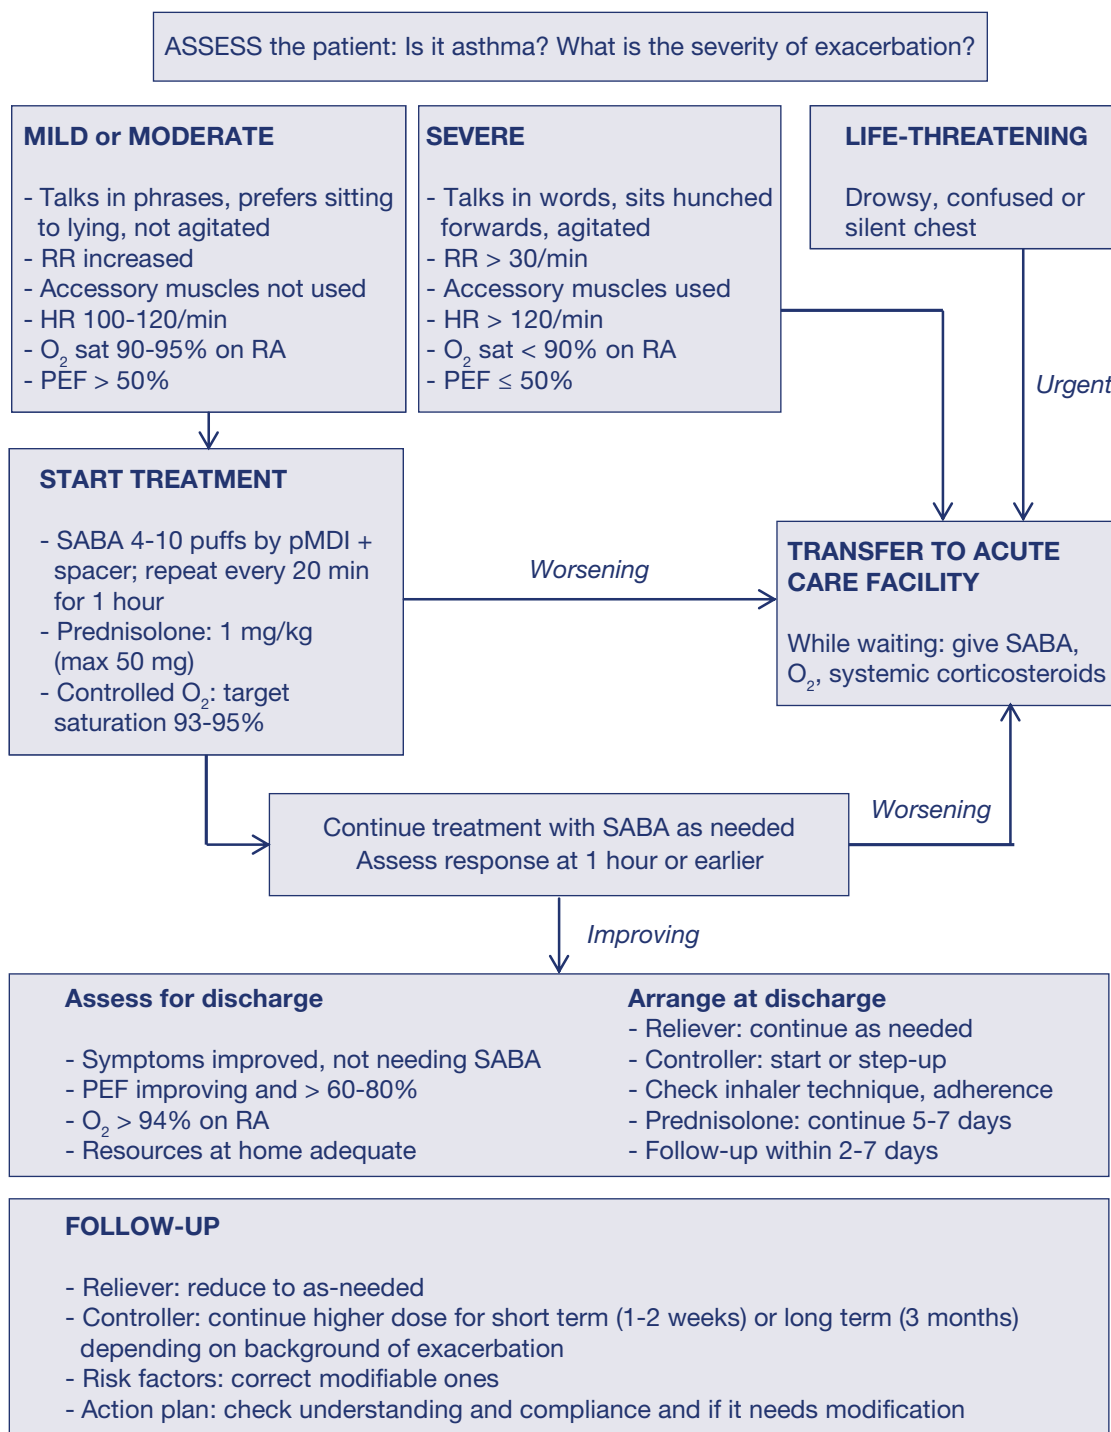 ASSESS the patient: Is it asthma? What is the severity of exacerbation?
MILD or MODERATE
- Talks in phrases, prefers sitting
to lying, not agitated
- RR increased
- Accessory muscles not used
- HR 100-120/min
- O₂ sat 90-95% on RA
- PEF > 50%
SEVERE
- Talks in words, sits hunched
forwards, agitated
- RR > 30/min
- Accessory muscles used
- HR > 120/min
- O₂ sat < 90% on RA
- PEF ≤ 50%
LIFE-THREATENING
Drowsy, confused or
silent chest
Urgent
START TREATMENT
- SABA 4-10 puffs by pMDI +
spacer; repeat every 20 min
for 1 hour
- Prednisolone: 1 mg/kg
(max 50 mg)
- Controlled O₂: target
saturation 93-95%
Worsening
TRANSFER TO ACUTE
CARE FACILITY
While waiting: give SABA,
O₂, systemic corticosteroids
Continue treatment with SABA as needed
Assess response at 1 hour or earlier
Worsening
Improving
Assess for discharge
- Symptoms improved, not needing SABA
- PEF improving and > 60-80%
- O₂ > 94% on RA
- Resources at home adequate
Arrange at discharge
- Reliever: continue as needed
- Controller: start or step-up
- Check inhaler technique, adherence
- Prednisolone: continue 5-7 days
- Follow-up within 2-7 days
FOLLOW-UP
- Reliever: reduce to as-needed
- Controller: continue higher dose for short term (1-2 weeks) or long term (3 months)
depending on background of exacerbation
- Risk factors: correct modifiable ones
- Action plan: check understanding and compliance and if it needs modification